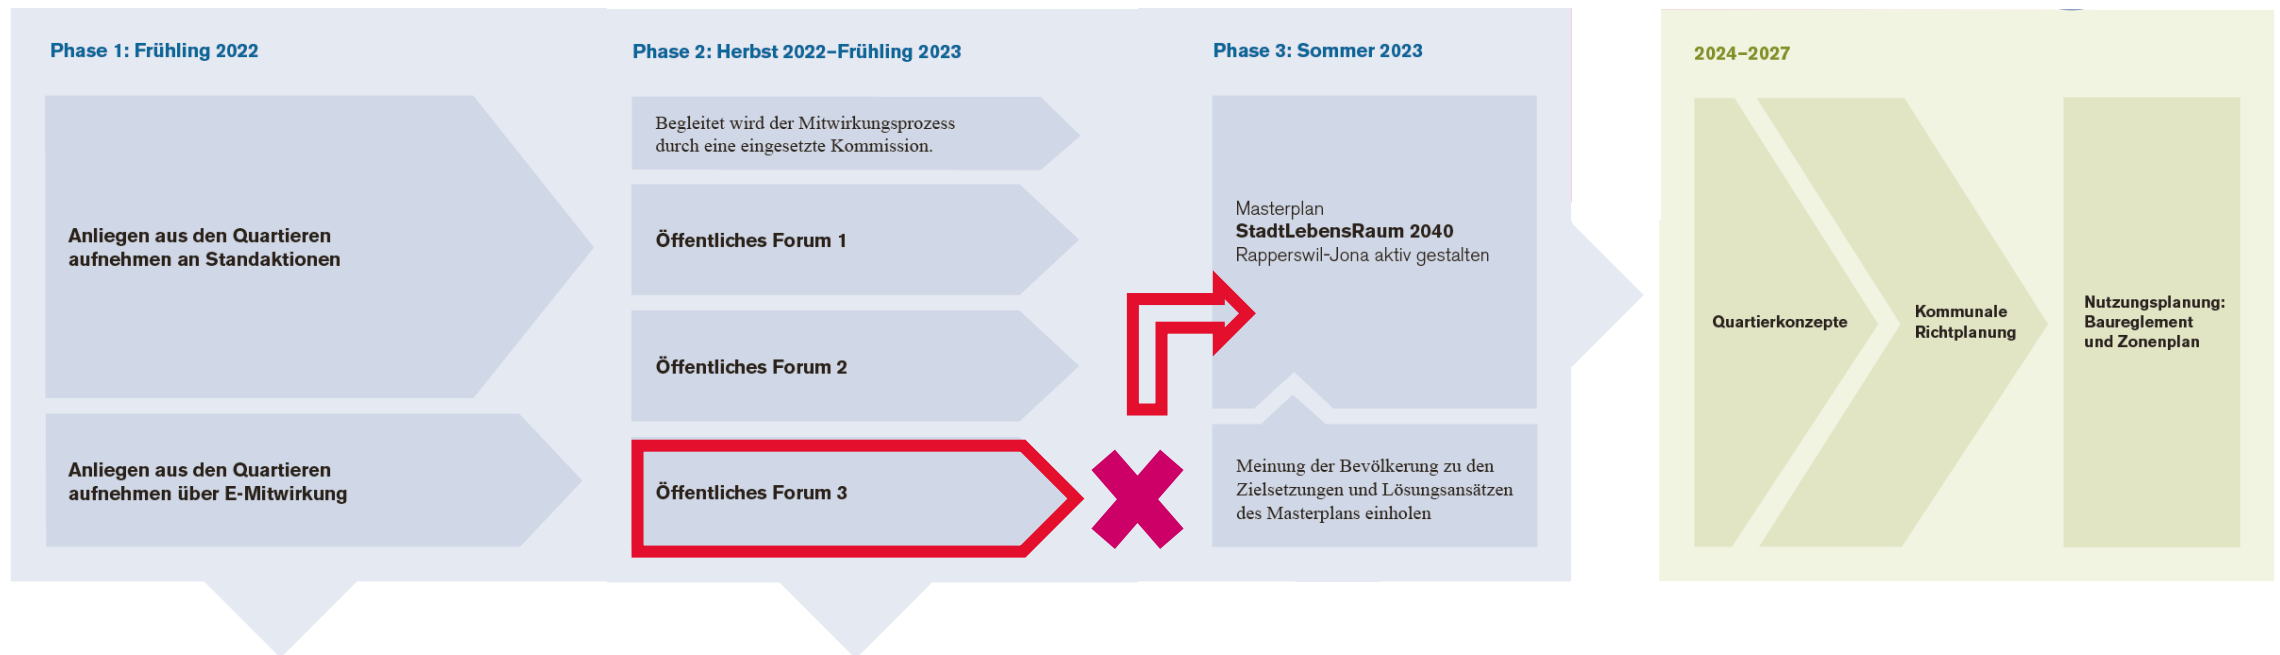 Phase 1: Frühling 2022
Anliegen aus den Quartieren
aufnehmen an Standaktionen
Anliegen aus den Quartieren
aufnehmen über E-Mitwirkung
Phase 2: Herbst 2022–Frühling 2023
Begleitet wird der Mitwirkungsprozess
durch eine eingesetzte Kommission.
Öffentliches Forum 1
Öffentliches Forum 2
Öffentliches Forum 3
Phase 3: Sommer 2023
Masterplan
StadtLebensRaum 2040
Rapperswil-Jona aktiv gestalten
Meinung der Bevölkerung zu den
Zielsetzungen und Lösungsansätzen
des Masterplans einholen
2024–2027
Quartierkonzepte
Kommunale
Richtplanung
Nutzungsplanung:
Baureglement
und Zonenplan